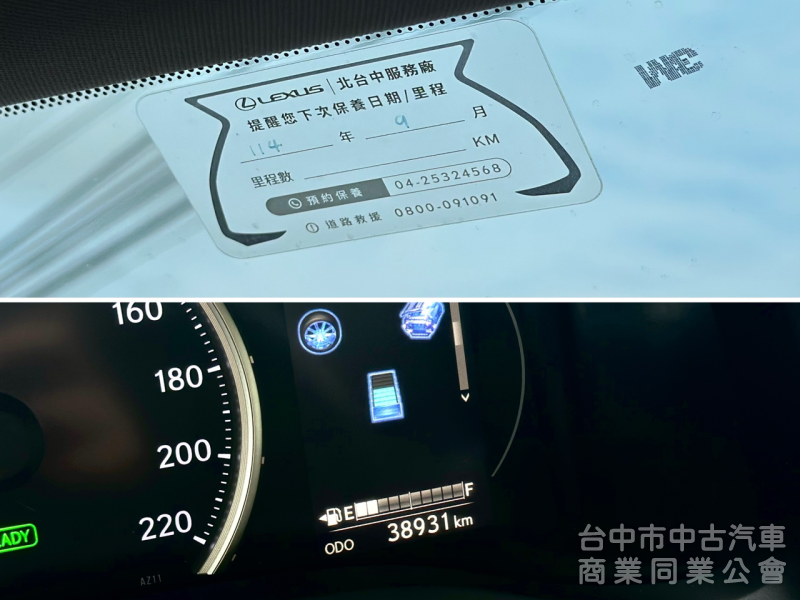 LEXUS | 北台中服務廠
提醒您下次保養日期 | 里程
114 年 9 月
里程數 KM
預約保養 04-25324568
道路救援 0800-091091
160
180
200
220
READY
AZ11
E F
ODO 38931 km
台中市中古汽車
商業同業公會